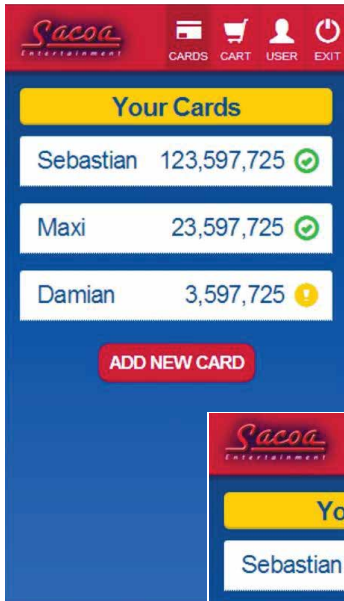 Sacoa
Entertainment
CARDS CART USER EXIT
Your Cards
Sebastian 123,597,725
Maxi 23,597,725
Damian 3,597,725
ADD NEW CARD
Sacoa
Entertainment
Yo
Sebastian